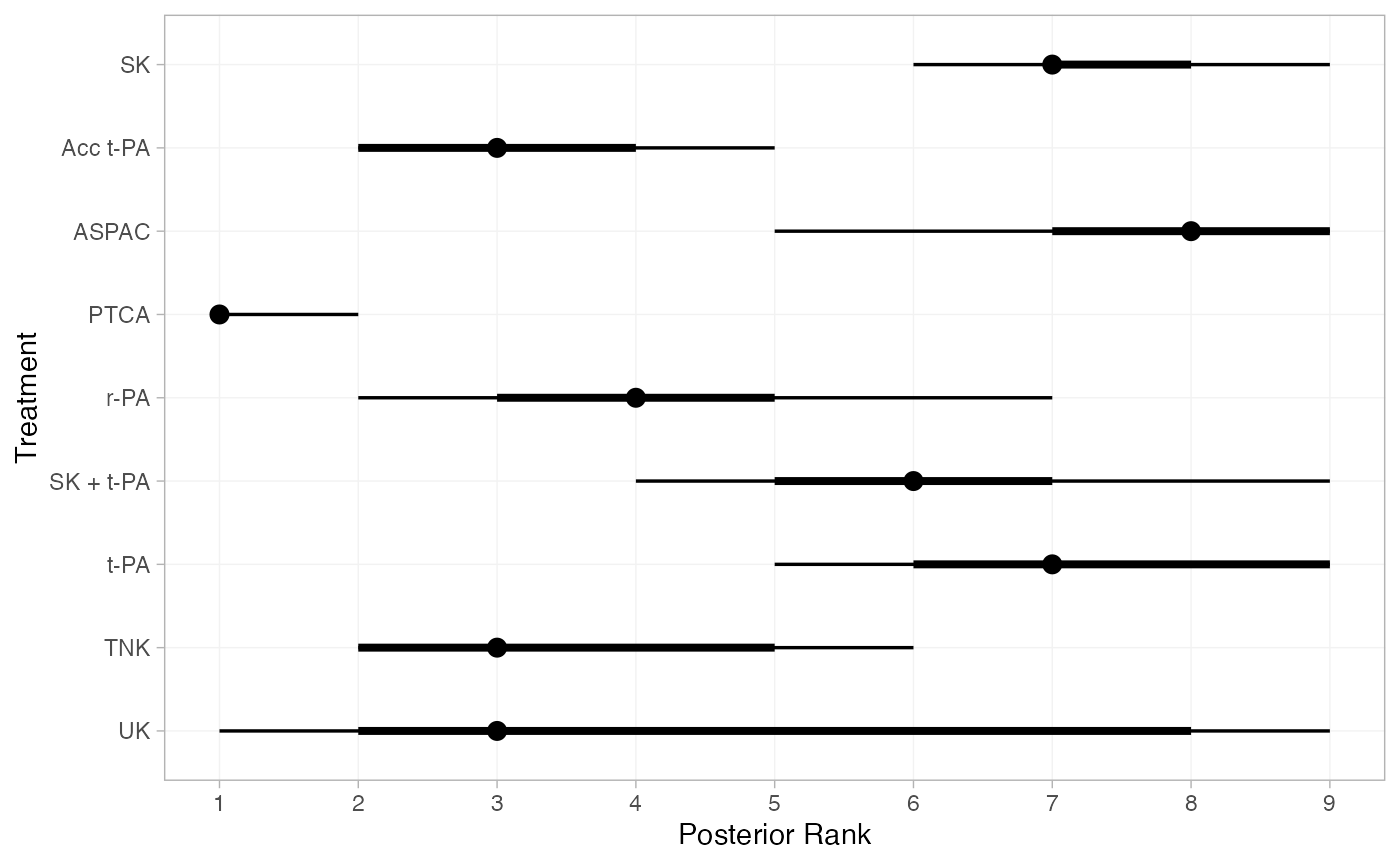 Treatment
SK
Acc t-PA
ASPAC
PTCA
r-PA
SK + t-PA
t-PA
TNK
UK
1 2 3 4 5 6 7 8 9
Posterior Rank